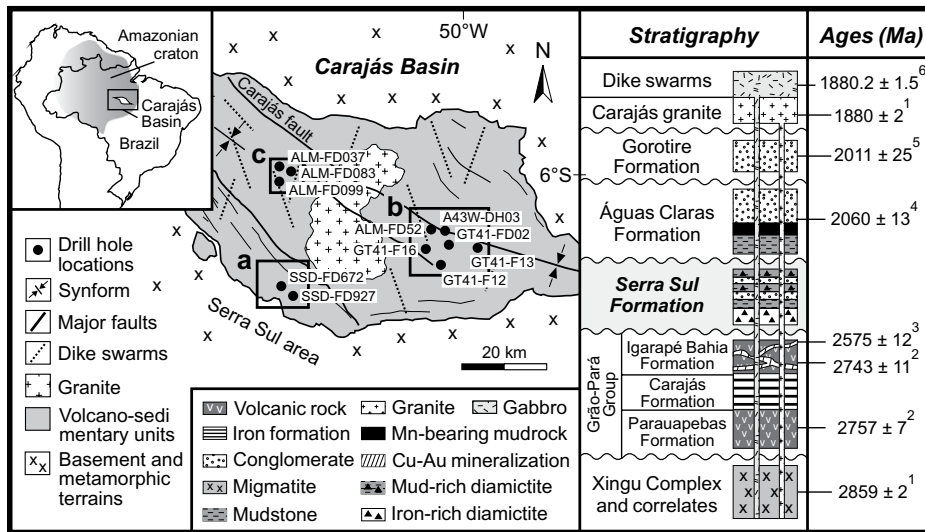 Amazonian
craton
Carajás
Basin
Brazil
50°W
N
6°S
Carajás Basin
Carajás fault
c
ALM-FD037
ALM-FD083
ALM-FD099
b
A43W-DH03
ALM-FD52
GT41-FD02
GT41-F16
GT41-F13
GT41-F12
a
SSD-FD672
SSD-FD927
Serra Sul area
20 km
Drill hole
locations
Synform
Major faults
Dike swarms
Granite
Volcano-sedi
mentary units
Basement and
metamorphic
terrains
Volcanic rock
Granite
Gabbro
Iron formation
Mn-bearing mudrock
Conglomerate
Cu-Au mineralization
Migmatite
Mud-rich diamictite
Mudstone
Iron-rich diamictite
Stratigraphy
Ages (Ma)
Dike swarms
1880.2 ± 1.5⁶
Carajás granite
1880 ± 2¹
Gorotire
Formation
2011 ± 25⁵
Águas Claras
Formation
2060 ± 13⁴
Serra Sul
Formation
Grão-Pará
Group
Igarapé Bahia
Formation
2575 ± 12³
2743 ± 11²
Carajás
Formation
Parauapebas
Formation
2757 ± 7²
Xingu Complex
and correlates
2859 ± 2¹